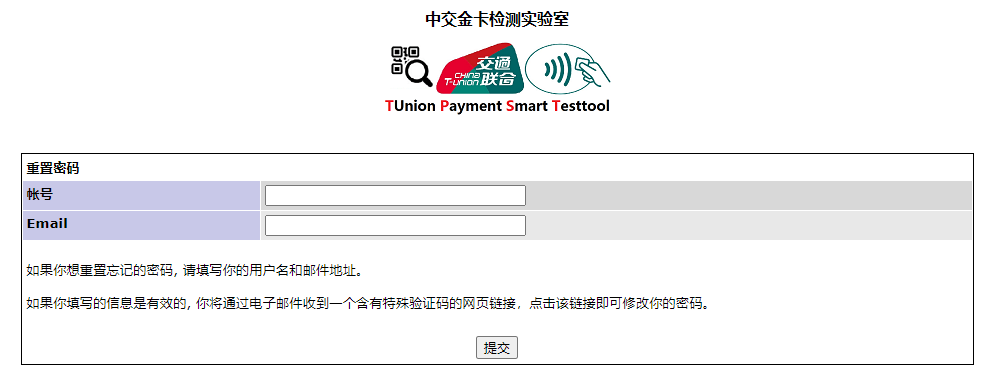 中交金卡检测实验室
交通
CHINA
T-UNION 联合
TUnion Payment Smart Testtool
重置密码
帐号
Email
如果你想重置忘记的密码, 请填写你的用户名和邮件地址。
如果你填写的信息是有效的, 你将通过电子邮件收到一个含有特殊验证码的网页链接，点击该链接即可修改你的密码。
提交